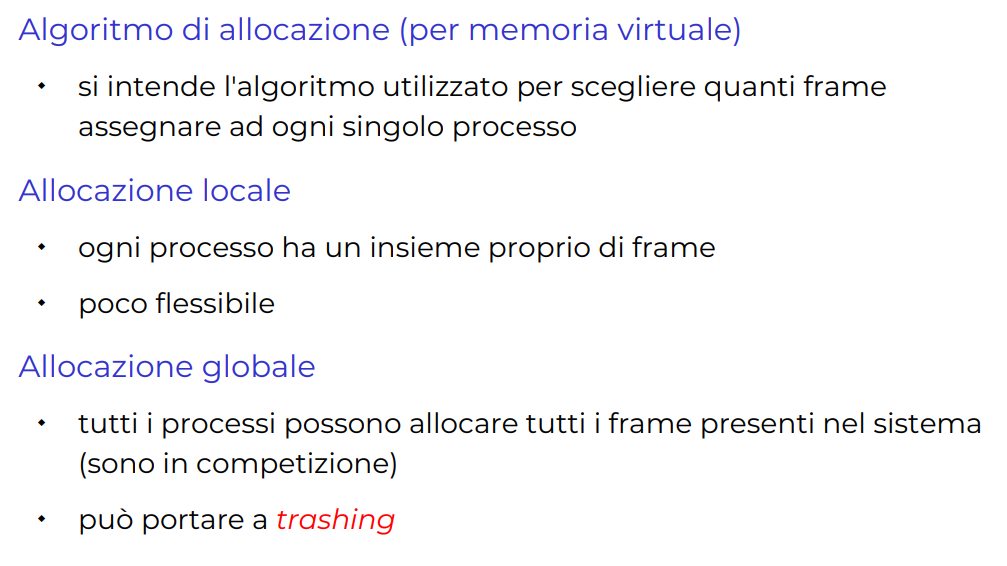 Algoritmo di allocazione (per memoria virtuale)
• si intende l'algoritmo utilizzato per scegliere quanti frame
assegnare ad ogni singolo processo
Allocazione locale
• ogni processo ha un insieme proprio di frame
• poco flessibile
Allocazione globale
• tutti i processi possono allocare tutti i frame presenti nel sistema
(sono in competizione)
• può portare a trashing